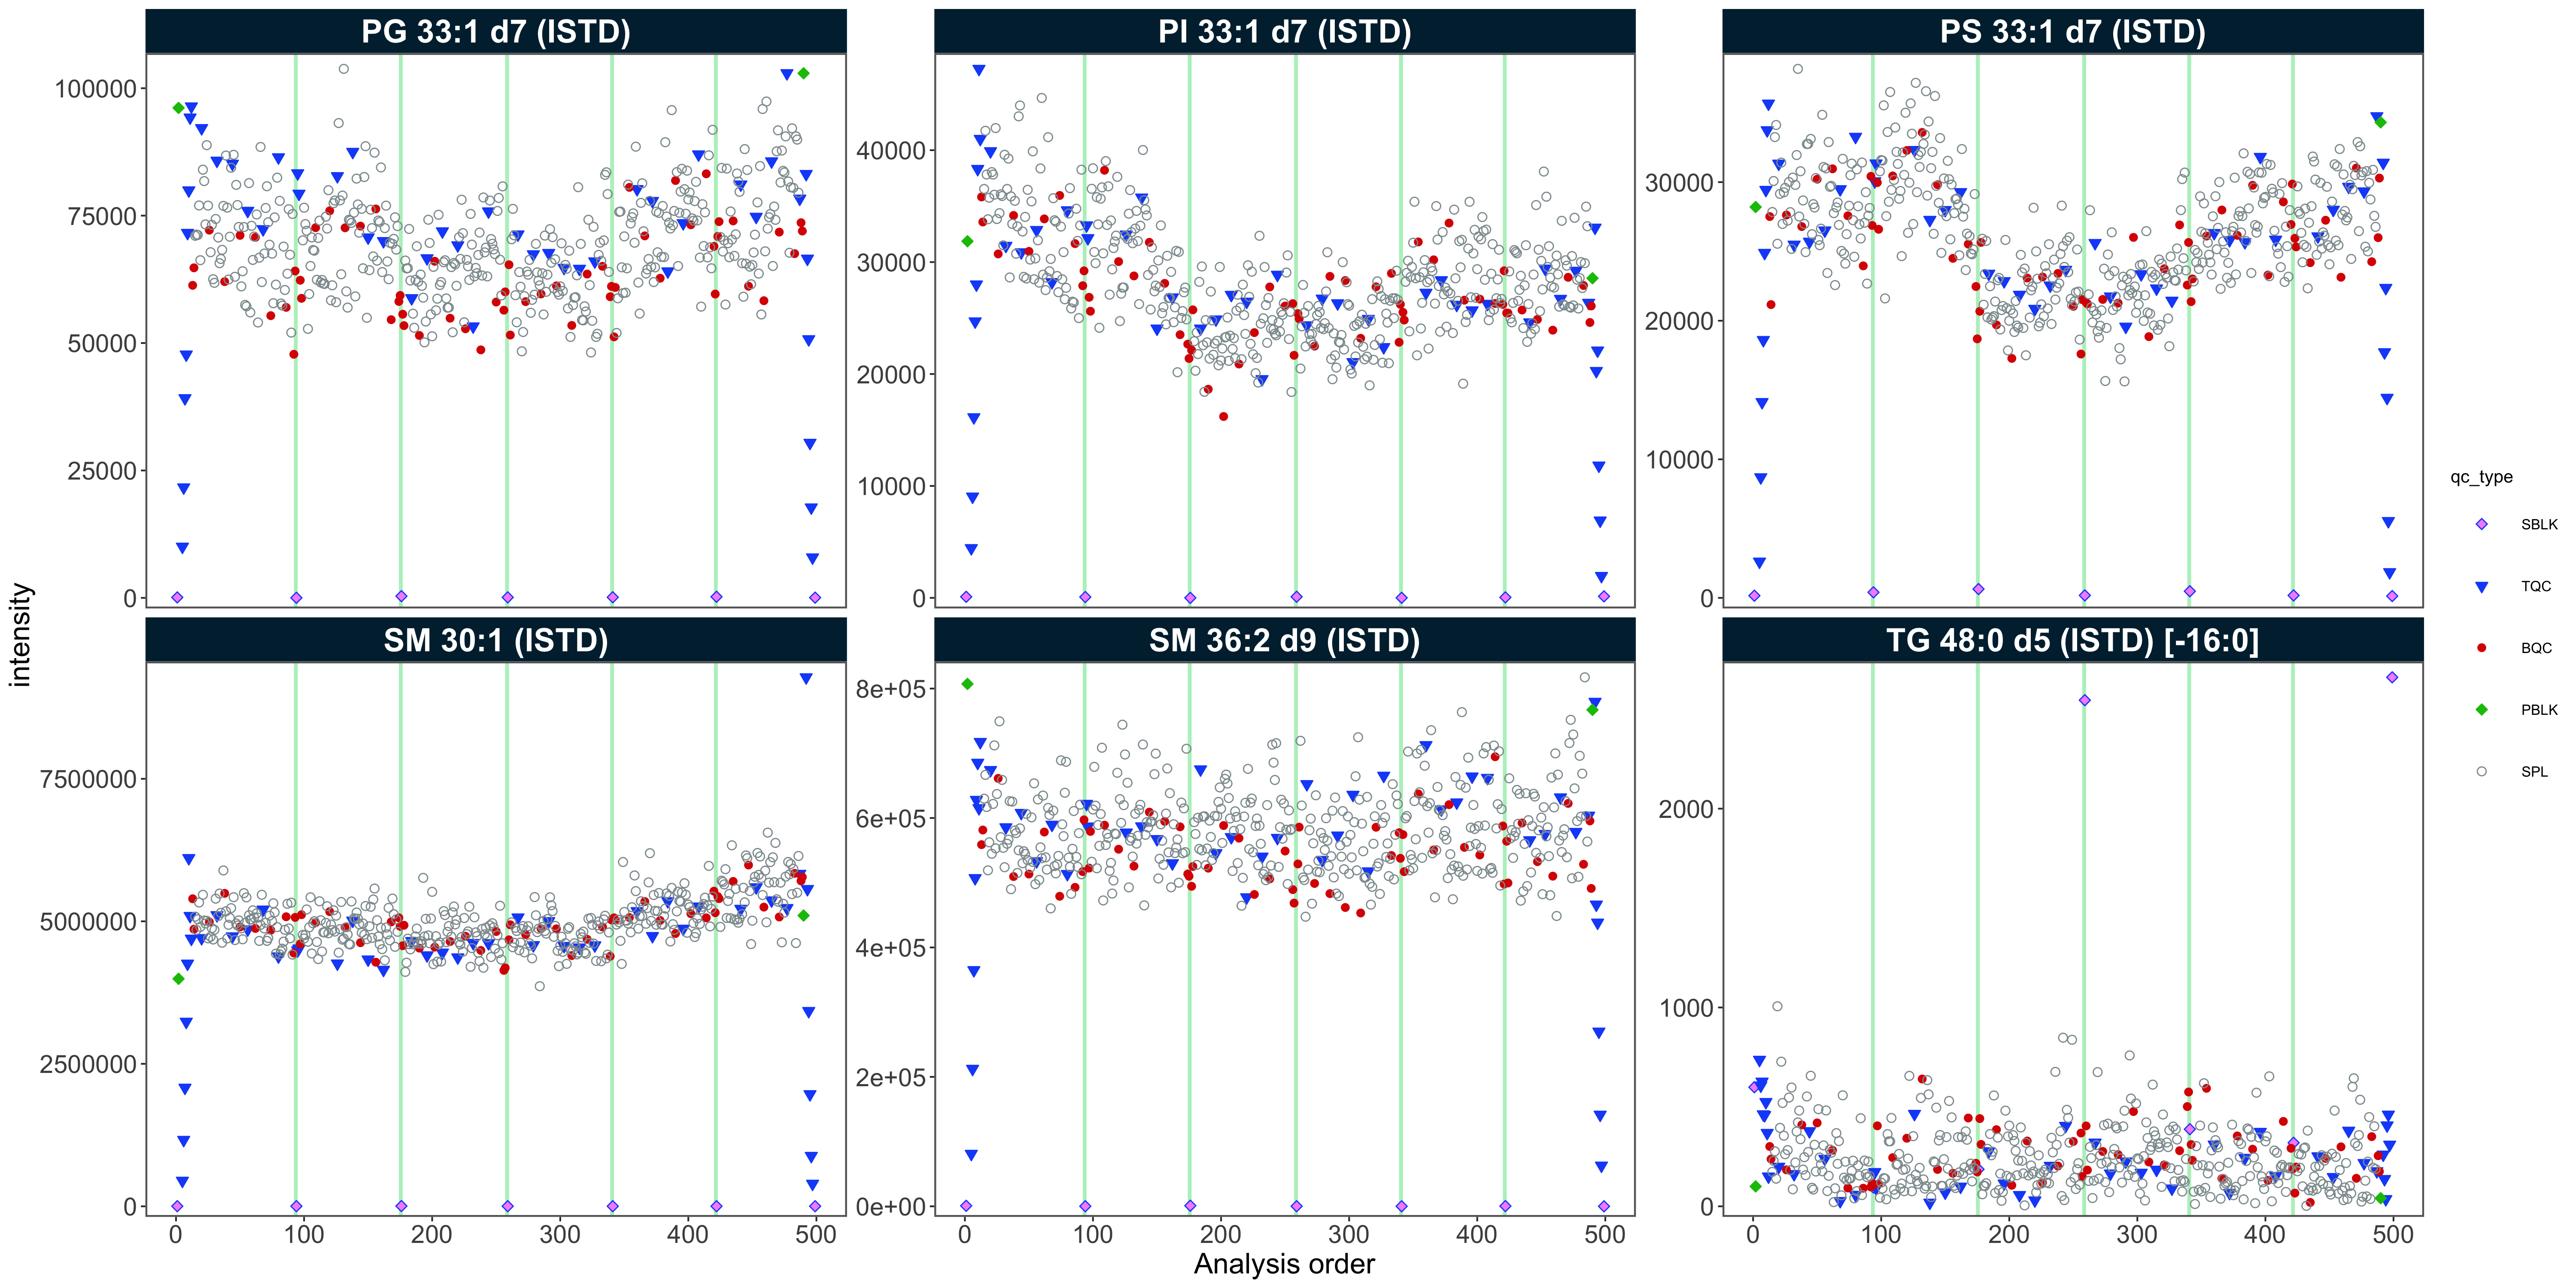 PG 33:1 d7 (ISTD)
PI 33:1 d7 (ISTD)
PS 33:1 d7 (ISTD)
100000
75000
50000
25000
0
40000
30000
20000
10000
0
30000
20000
10000
0
intensity
SM 30:1 (ISTD)
SM 36:2 d9 (ISTD)
TG 48:0 d5 (ISTD) [-16:0]
7500000
5000000
2500000
0
8e+05
6e+05
4e+05
2e+05
0e+00
2000
1000
0
0 100 200 300 400 500
0 100 200 300 400 500
0 100 200 300 400 500
Analysis order
qc_type
SBLK
TQC
BQC
PBLK
SPL